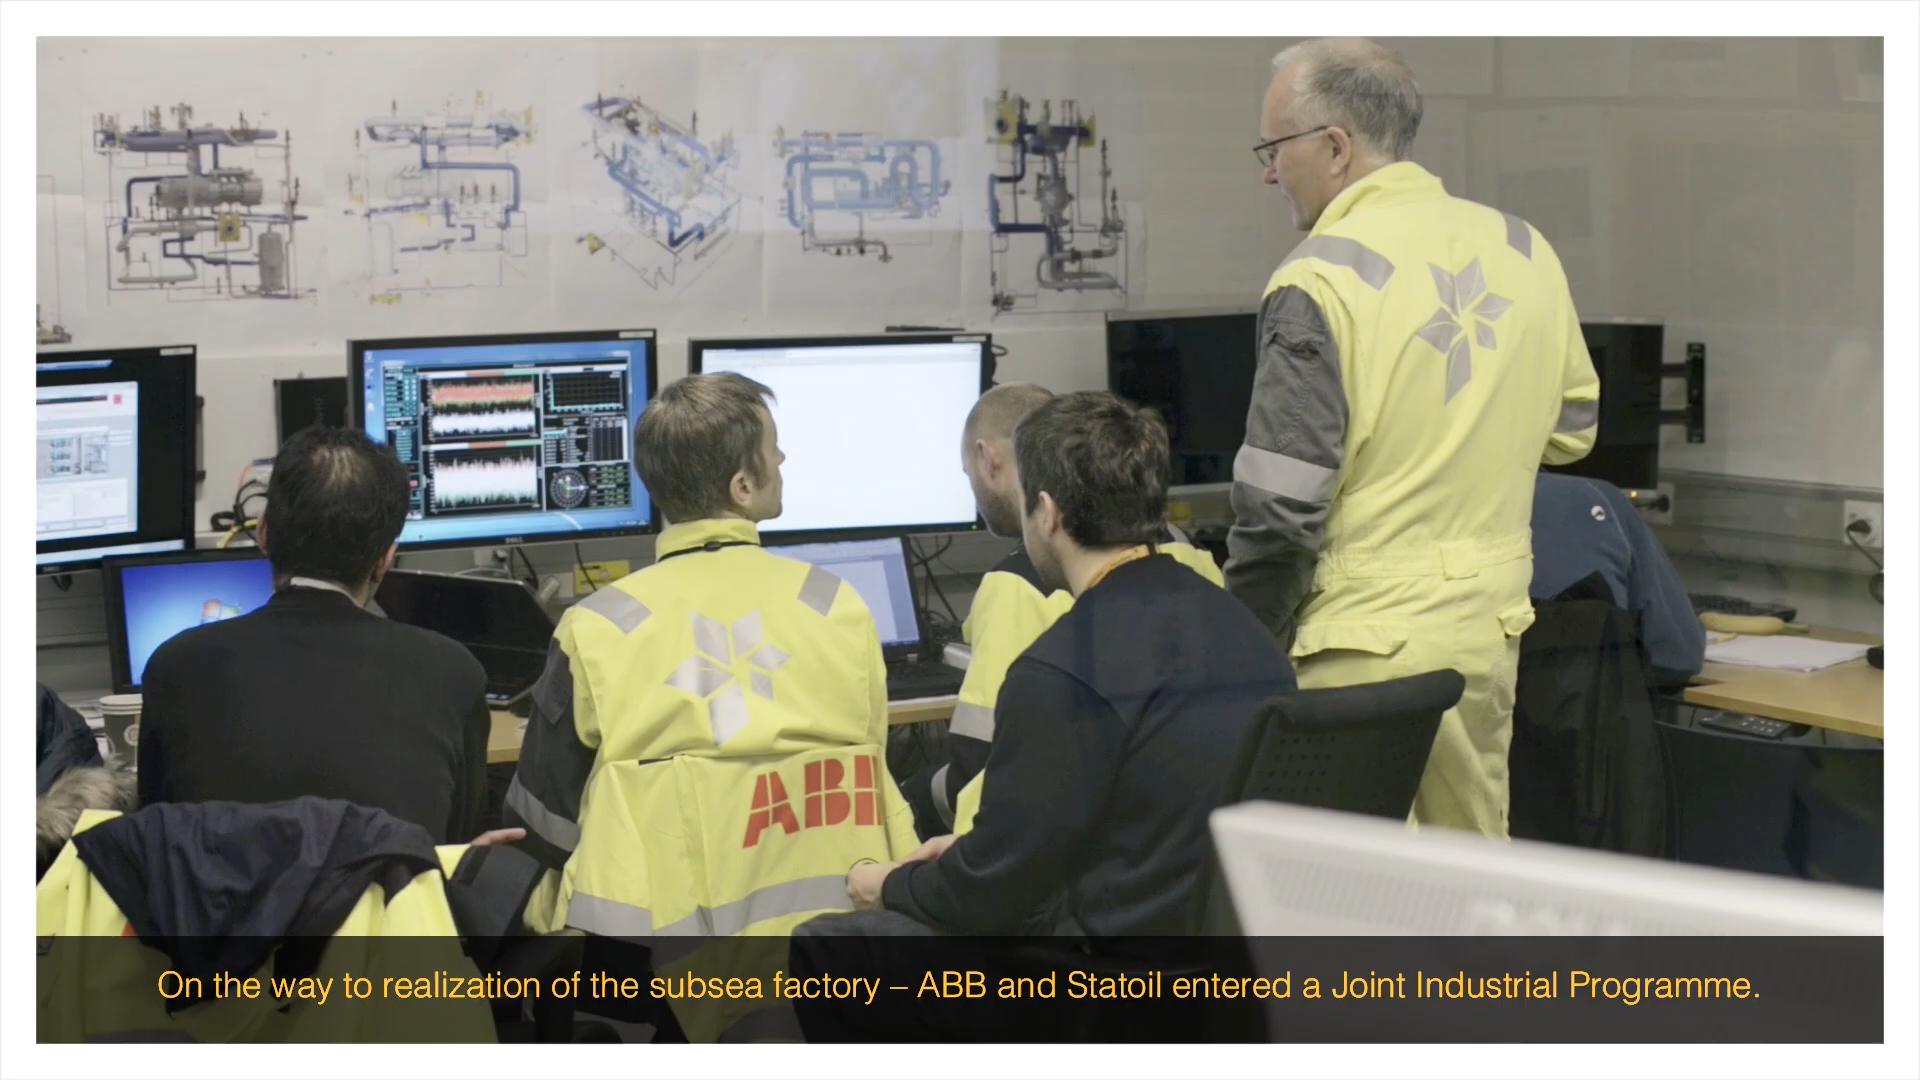 ABB
On the way to realization of the subsea factory – ABB and Statoil entered a Joint Industrial Programme.